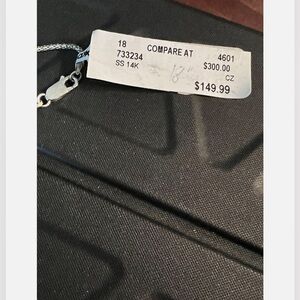 18 COMPARE AT 4601
733234 $300.00
SS 14K CZ
$149.99